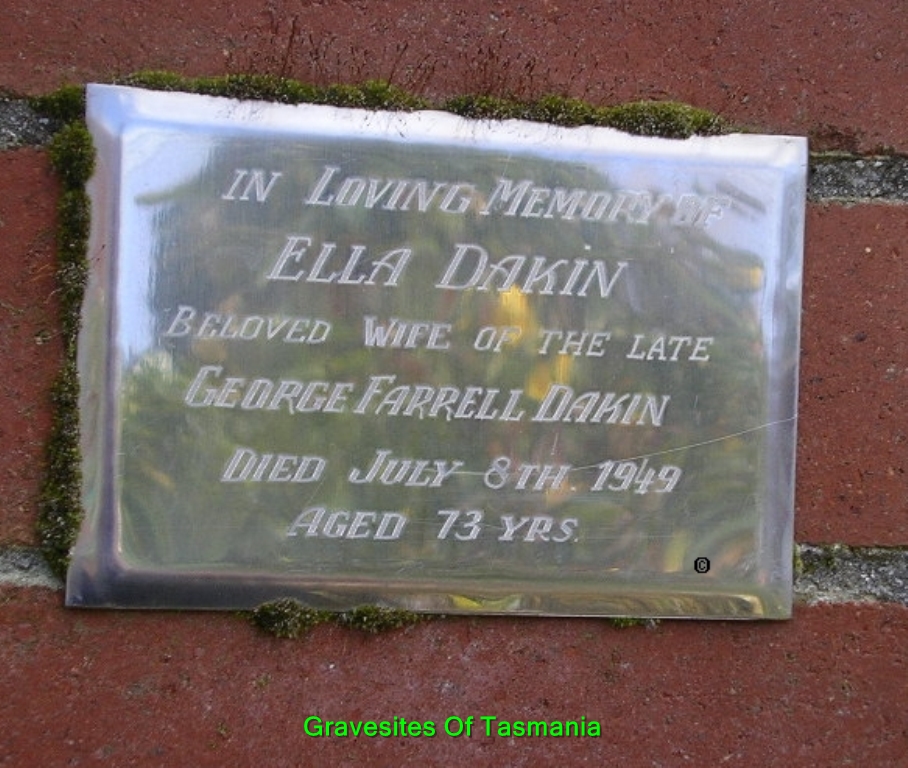 IN LOVING MEMORY OF
ELLA DAKIN
BELOVED WIFE OF THE LATE
GEORGE FARRELL DAKIN
DIED JULY 8TH. 1949
AGED 73 YRS.
©
Gravesites Of Tasmania